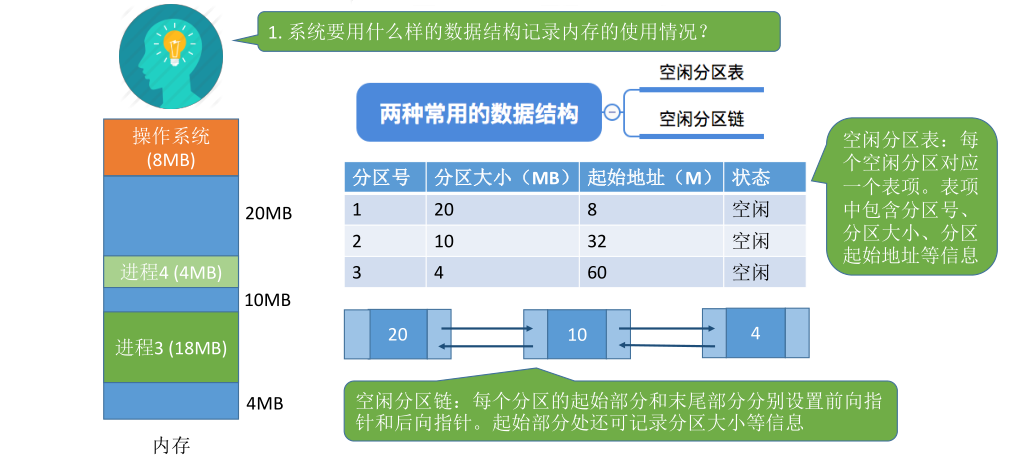 1. 系统要用什么样的数据结构记录内存的使用情况？
空闲分区表
两种常用的数据结构
空闲分区链
操作系统
(8MB)
20MB
进程4 (4MB)
10MB
进程3 (18MB)
4MB
内存
分区号 分区大小（MB） 起始地址（M） 状态
1 20 8 空闲
2 10 32 空闲
3 4 60 空闲
空闲分区表：每
个空闲分区对应
一个表项。表项
中包含分区号、
分区大小、分区
起始地址等信息
20 10 4
空闲分区链：每个分区的起始部分和末尾部分分别设置前向指
针和后向指针。起始部分处还可记录分区大小等信息